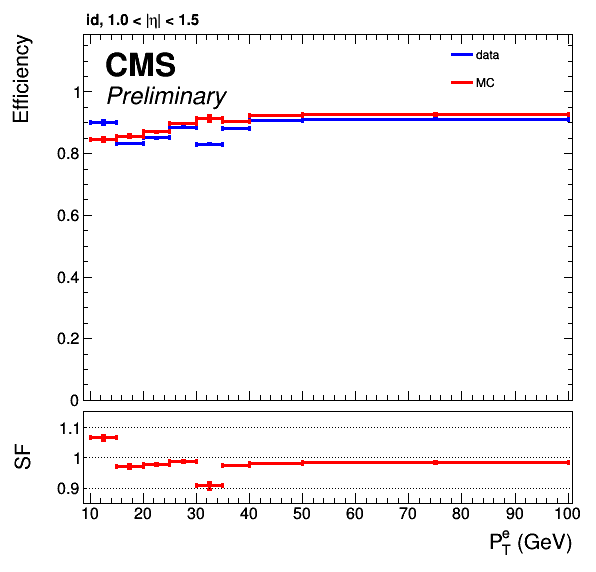 id, 1.0 < |η| < 1.5
CMS
Preliminary
data
MC
Efficiency
1
0.8
0.6
0.4
0.2
0
SF
1.1
1
0.9
10 20 30 40 50 60 70 80 90 100
P_T^e (GeV)